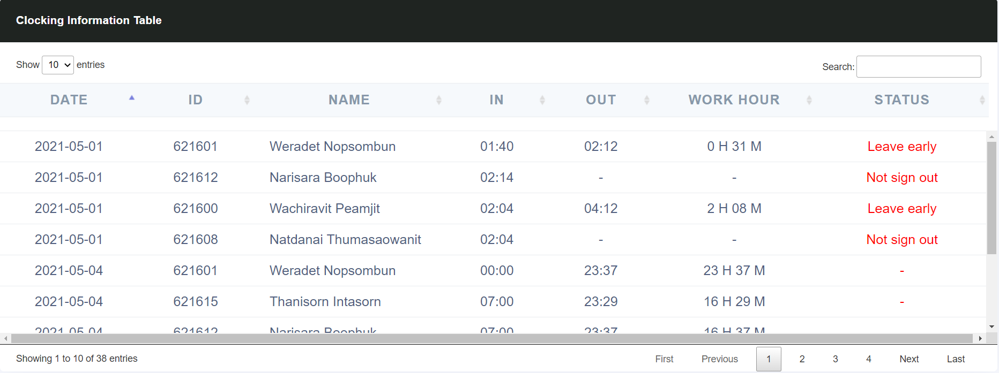 Clocking Information Table
Show 10 entries
Search:
DATE ID NAME IN OUT WORK HOUR STATUS
2021-05-01 621601 Weradet Nopsombun 01:40 02:12 0 H 31 M Leave early
2021-05-01 621612 Narisara Boophuk 02:14 - - Not sign out
2021-05-01 621600 Wachiravit Peamjit 02:04 04:12 2 H 08 M Leave early
2021-05-01 621608 Natdanai Thumasaowanit 02:04 - - Not sign out
2021-05-04 621601 Weradet Nopsombun 00:00 23:37 23 H 37 M -
2021-05-04 621615 Thanisorn Intasorn 07:00 23:29 16 H 29 M -
2021-05-04 621612 Narisara Boophuk 07:00 23:37 16 H 37 M
Showing 1 to 10 of 38 entries
First Previous 1 2 3 4 Next Last